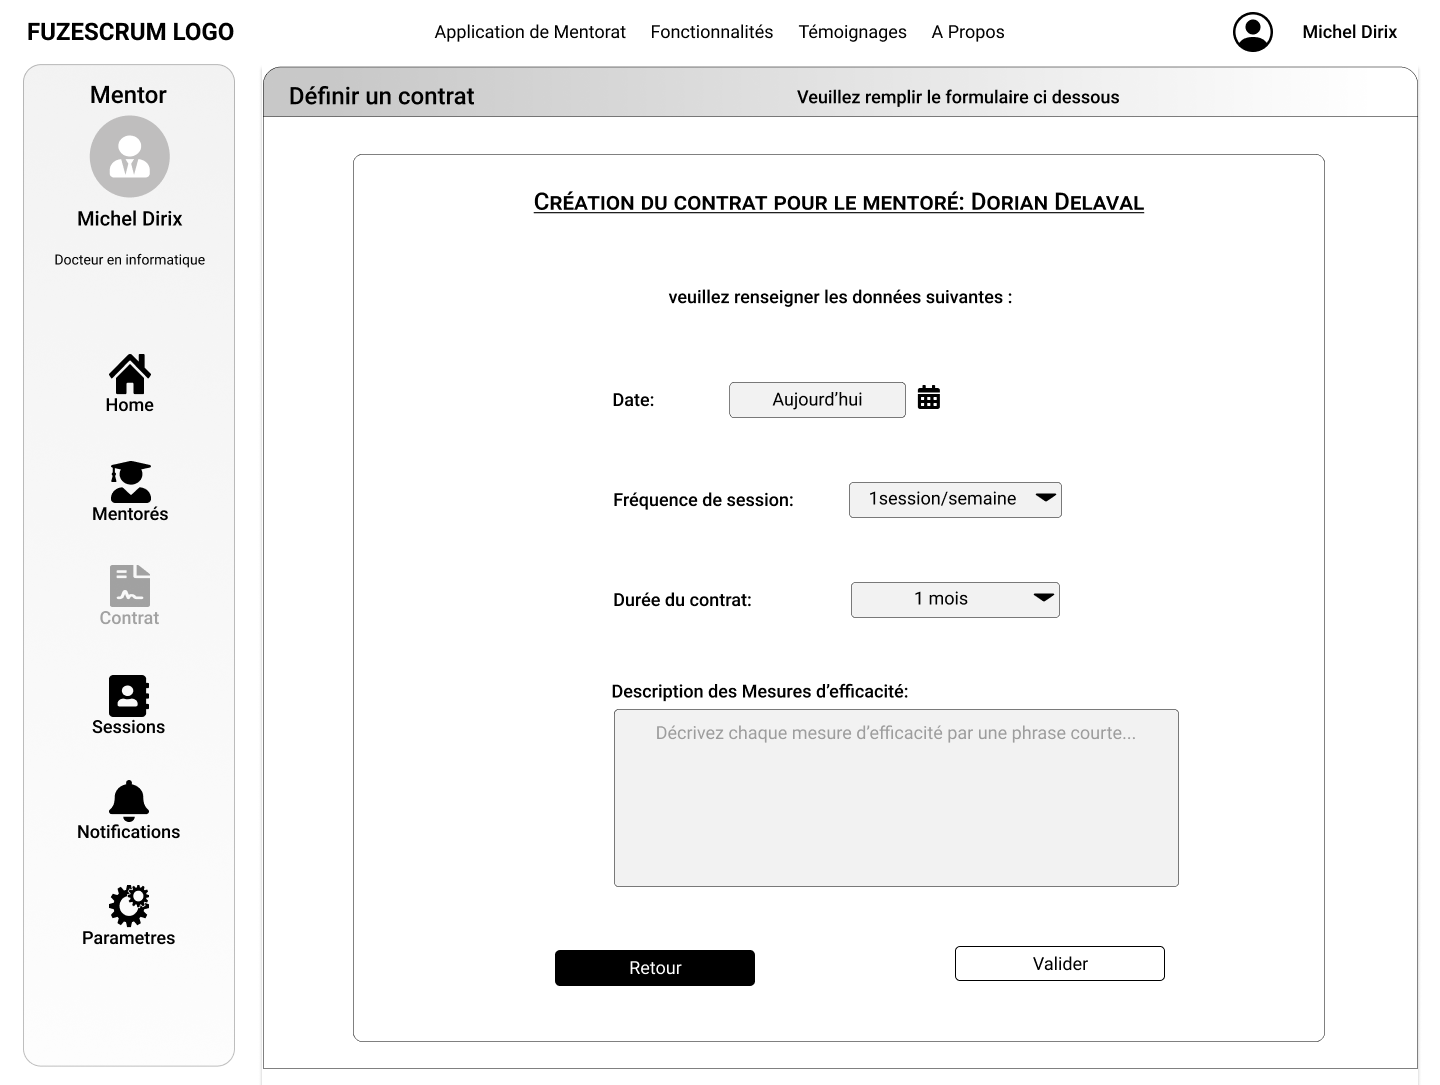 FUZESCRUM LOGO
Application de Mentorat
Fonctionnalités
Témoignages
A Propos
Michel Dirix
Mentor
Michel Dirix
Docteur en informatique
Home
Mentorés
Contrat
Sessions
Notifications
Parametres
Définir un contrat
Veuillez remplir le formulaire ci dessous
Création du contrat pour le mentoré: Dorian Delaval
veuillez renseigner les données suivantes :
Date:
Aujourd’hui
Fréquence de session:
1session/semaine
Durée du contrat:
1 mois
Description des Mesures d’efficacité:
Décrivez chaque mesure d’efficacité par une phrase courte...
Retour
Valider